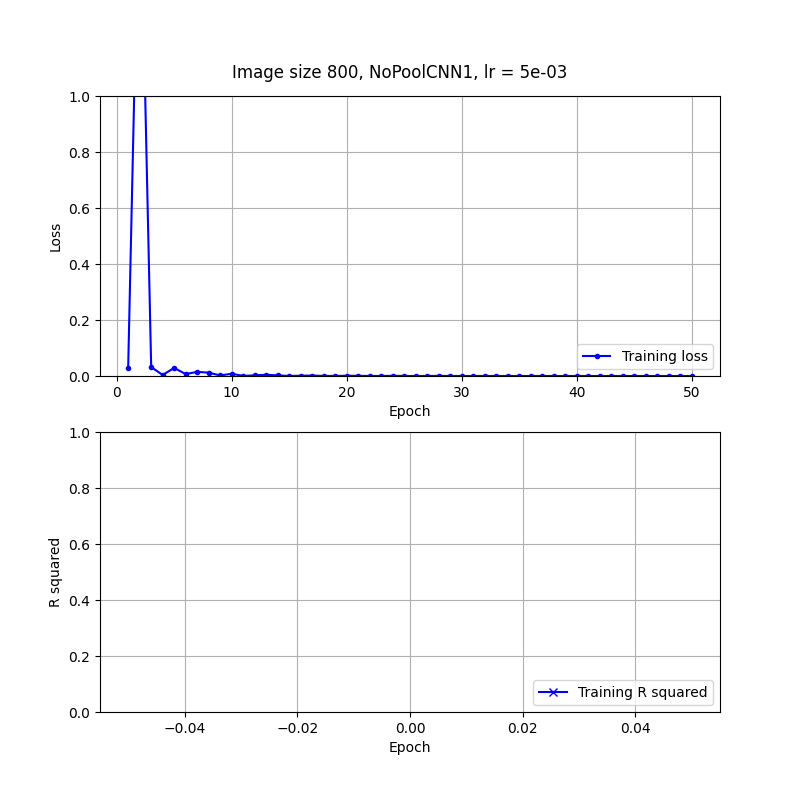 Image size 800, NoPoolCNN1, lr = 5e-03
1.0
0.8
0.6
0.4
0.2
0.0
Loss
Training loss
0 10 20 30 40 50
Epoch
1.0
0.8
0.6
0.4
0.2
0.0
R squared
Training R squared
−0.04 −0.02 0.00 0.02 0.04
Epoch